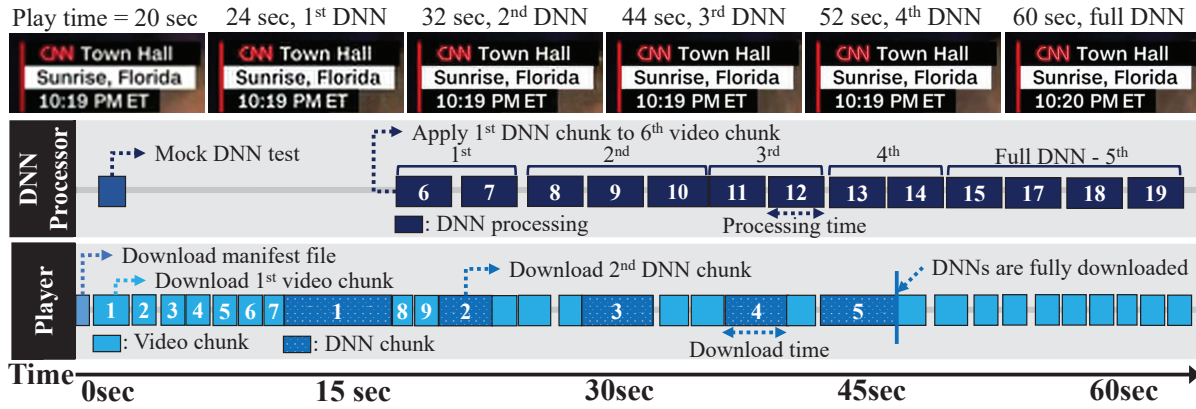 Play time = 20 sec 24 sec, 1st DNN 32 sec, 2nd DNN 44 sec, 3rd DNN 52 sec, 4th DNN 60 sec, full DNN
CNN Town Hall CNN Town Hall CNN Town Hall CNN Town Hall CNN Town Hall CNN Town Hall
Sunrise, Florida Sunrise, Florida Sunrise, Florida Sunrise, Florida Sunrise, Florida Sunrise, Florida
10:19 PM ET 10:19 PM ET 10:19 PM ET 10:19 PM ET 10:19 PM ET 10:20 PM ET
DNN Processor
Apply 1st DNN chunk to 6th video chunk
Mock DNN test
1st 2nd 3rd 4th Full DNN - 5th
6 7 8 9 10 11 12 13 14 15 17 18 19
: DNN processing
Processing time
Player
Download manifest file
Download 1st video chunk
Download 2nd DNN chunk
DNNs are fully downloaded
1 2 3 4 5 6 7 1 8 9 2 3 4 5
: Video chunk
: DNN chunk
Download time
Time
0sec 15 sec 30sec 45sec 60sec